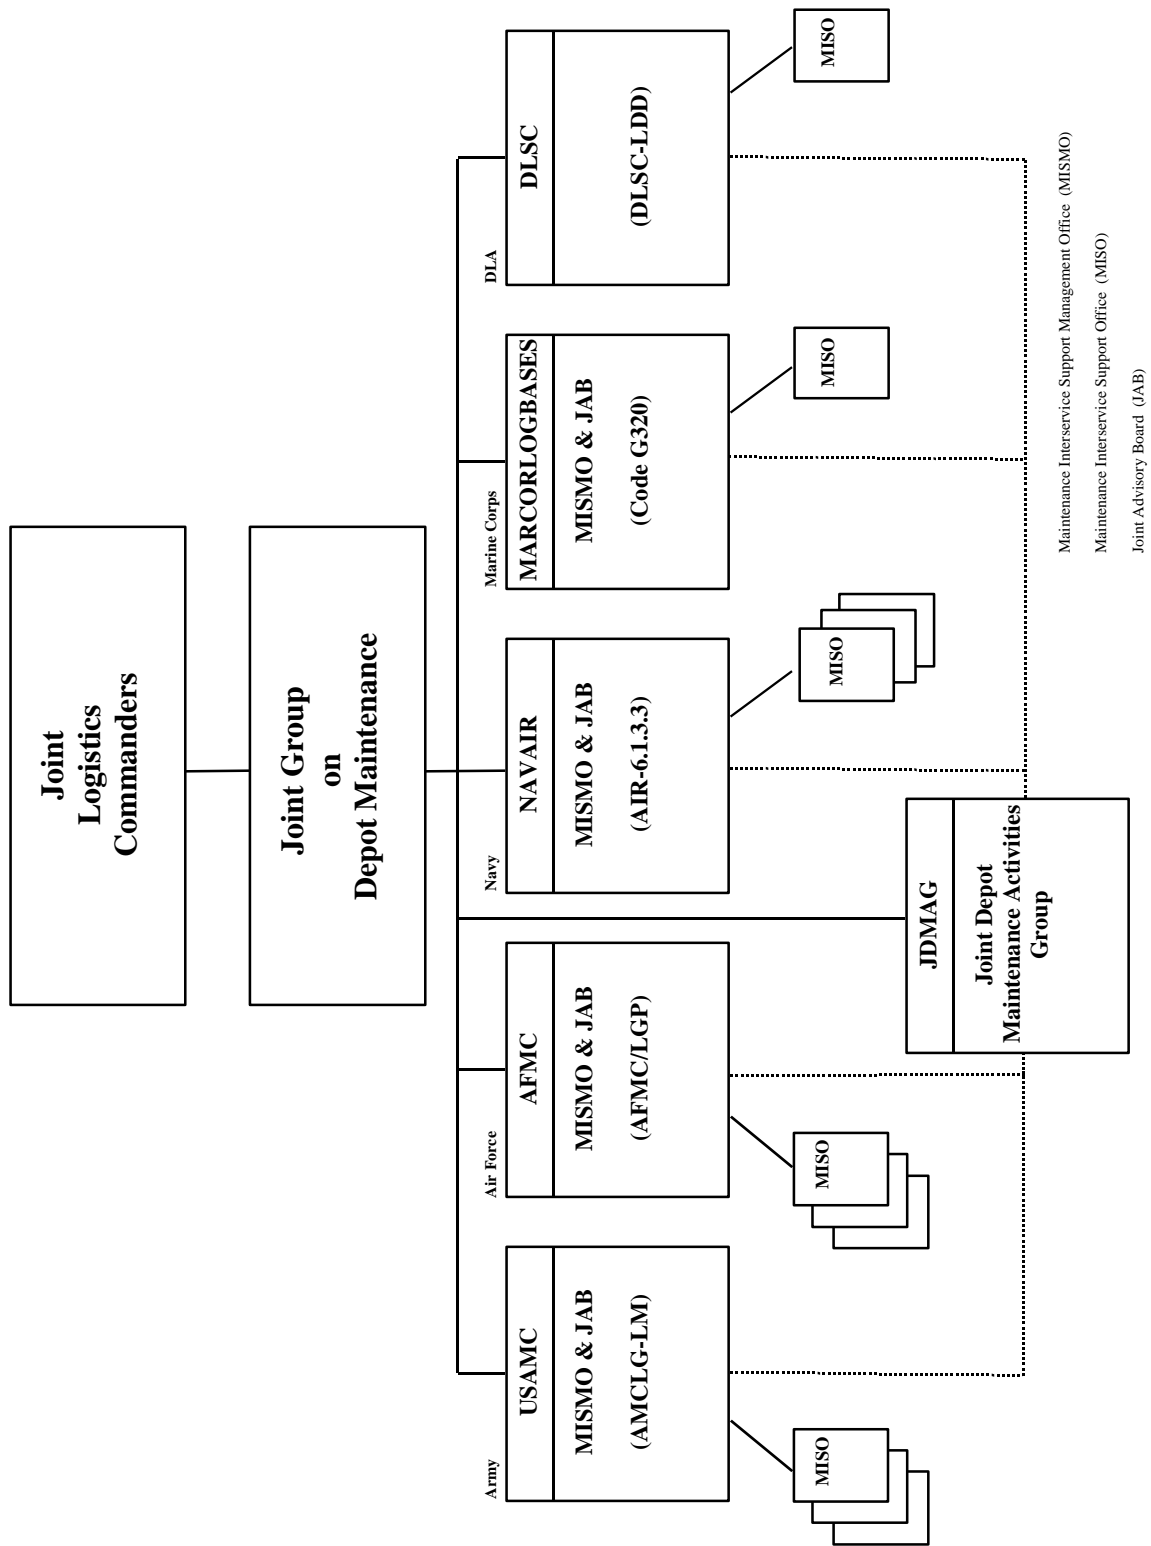 Joint
Logistics
Commanders
Joint Group
on
Depot Maintenance
Army
USAMC
MISMO & JAB
(AMCLG-LM)
MISO
Air Force
AFMC
MISMO & JAB
(AFMC/LGP)
MISO
Navy
NAVAIR
MISMO & JAB
(AIR-6.1.3.3)
MISO
Marine Corps
MARCORLOGBASES
MISMO & JAB
(Code G320)
MISO
DLA
DLSC
(DLSC-LDD)
MISO
JDMAG
Joint Depot
Maintenance Activities
Group
Maintenance Interservice Support Management Office (MISMO)
Maintenance Interservice Support Office (MISO)
Joint Advisory Board (JAB)